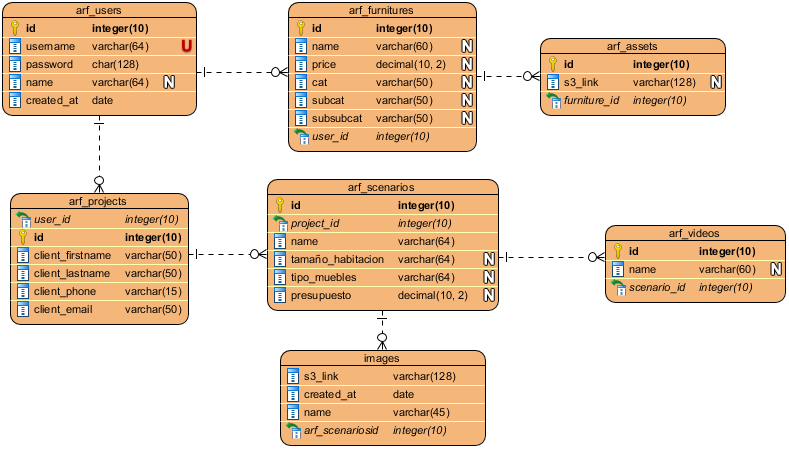 arf_users
id integer(10)
username varchar(64) U
password char(128)
name varchar(64) N
created_at date
arf_furnitures
id integer(10)
name varchar(60) N
price decimal(10, 2) N
cat varchar(50) N
subcat varchar(50) N
subsubcat varchar(50) N
user_id integer(10)
arf_assets
id integer(10)
s3_link varchar(128) N
furniture_id integer(10)
arf_projects
user_id integer(10)
id integer(10)
client_firstname varchar(50)
client_lastname varchar(50)
client_phone varchar(15)
client_email varchar(50)
arf_scenarios
id integer(10)
project_id integer(10)
name varchar(64)
tamaño_habitacion varchar(64) N
tipo_muebles varchar(64) N
presupuesto decimal(10, 2) N
arf_videos
id integer(10)
name varchar(60) N
scenario_id integer(10)
images
s3_link varchar(128)
created_at date
name varchar(45)
arf_scenariosid integer(10)